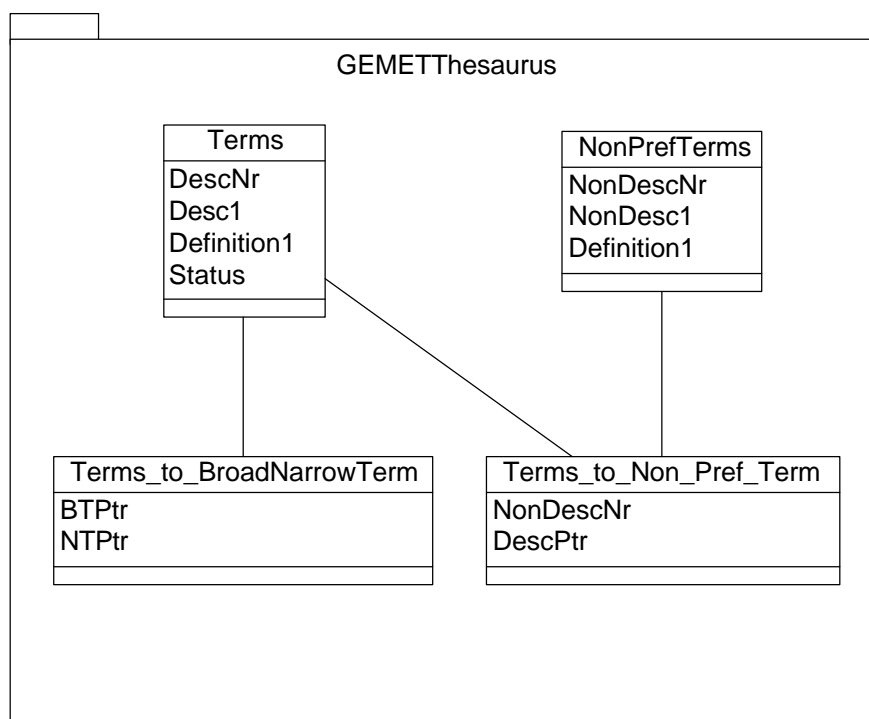 GEMETThesaurus
Terms
DescNr
Desc1
Definition1
Status
NonPrefTerms
NonDescNr
NonDesc1
Definition1
Terms_to_BroadNarrowTerm
BTPtr
NTPtr
Terms_to_Non_Pref_Term
NonDescNr
DescPtr